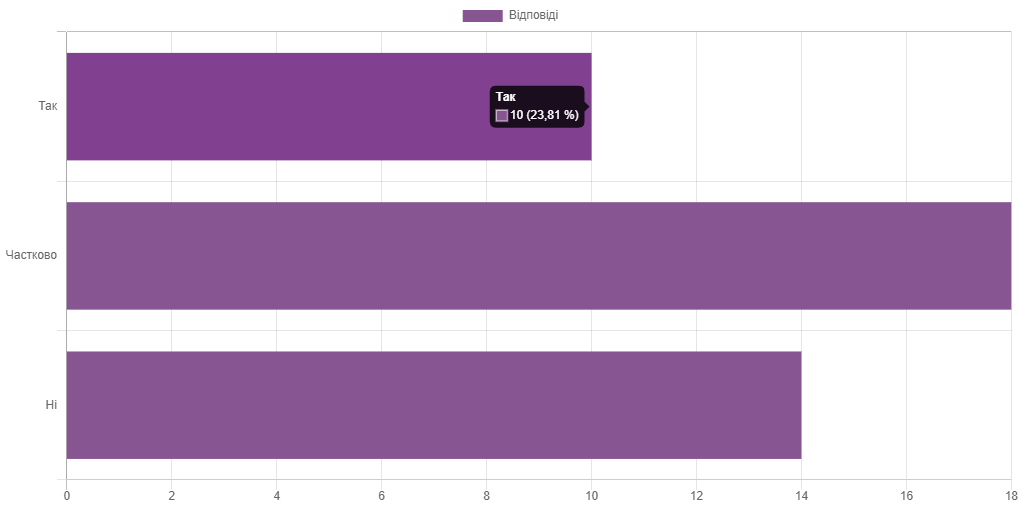 Відповіді
Так
Так
10 (23,81 %)
Частково
Ні
0 2 4 6 8 10 12 14 16 18